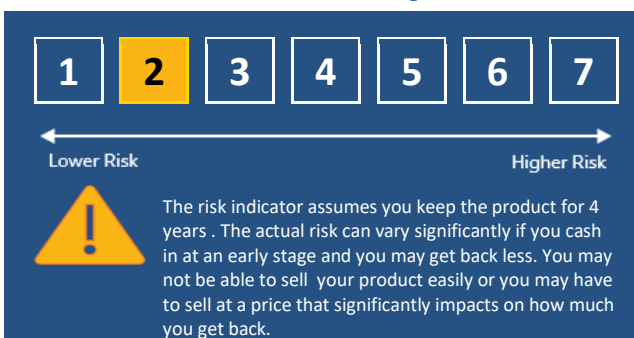 1 2 3 4 5 6 7
Lower Risk Higher Risk
The risk indicator assumes you keep the product for 4
years . The actual risk can vary significantly if you cash
in at an early stage and you may get back less. You may
not be able to sell your product easily or you may have
to sell at a price that significantly impacts on how much
you get back.